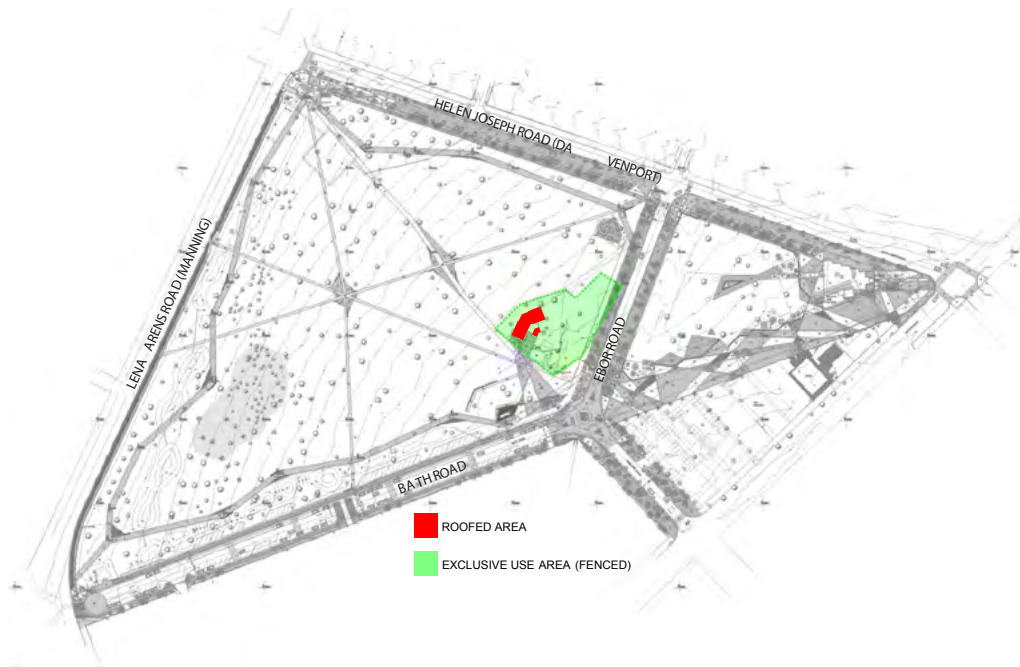 HELEN JOSEPH ROAD (DA VENPORT)
LENA ARENS ROAD (MANNING)
EBOR ROAD
BATH ROAD
ROOFED AREA
EXCLUSIVE USE AREA (FENCED)